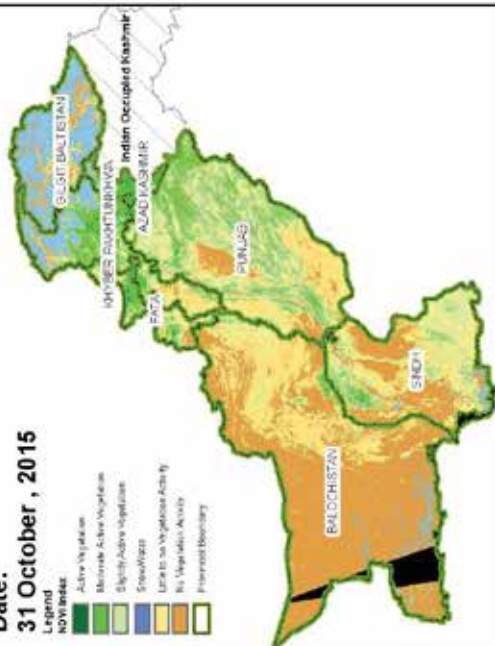 Date:
31 October , 2015
Legend
NDVI Index
Active Vegetation
Moderate Active Vegetation
Slightly Active Vegetation
Snow/Water
Little to no Vegetation Activity
No Vegetation Activity
Provincial Boundary
GILGIT BALTISTAN
KHYBER PAKHTUNKHWA
Indian Occupied Kashmir
AZAD KASHMIR
FATA
PUNJAB
BALOCHISTAN
SINDH